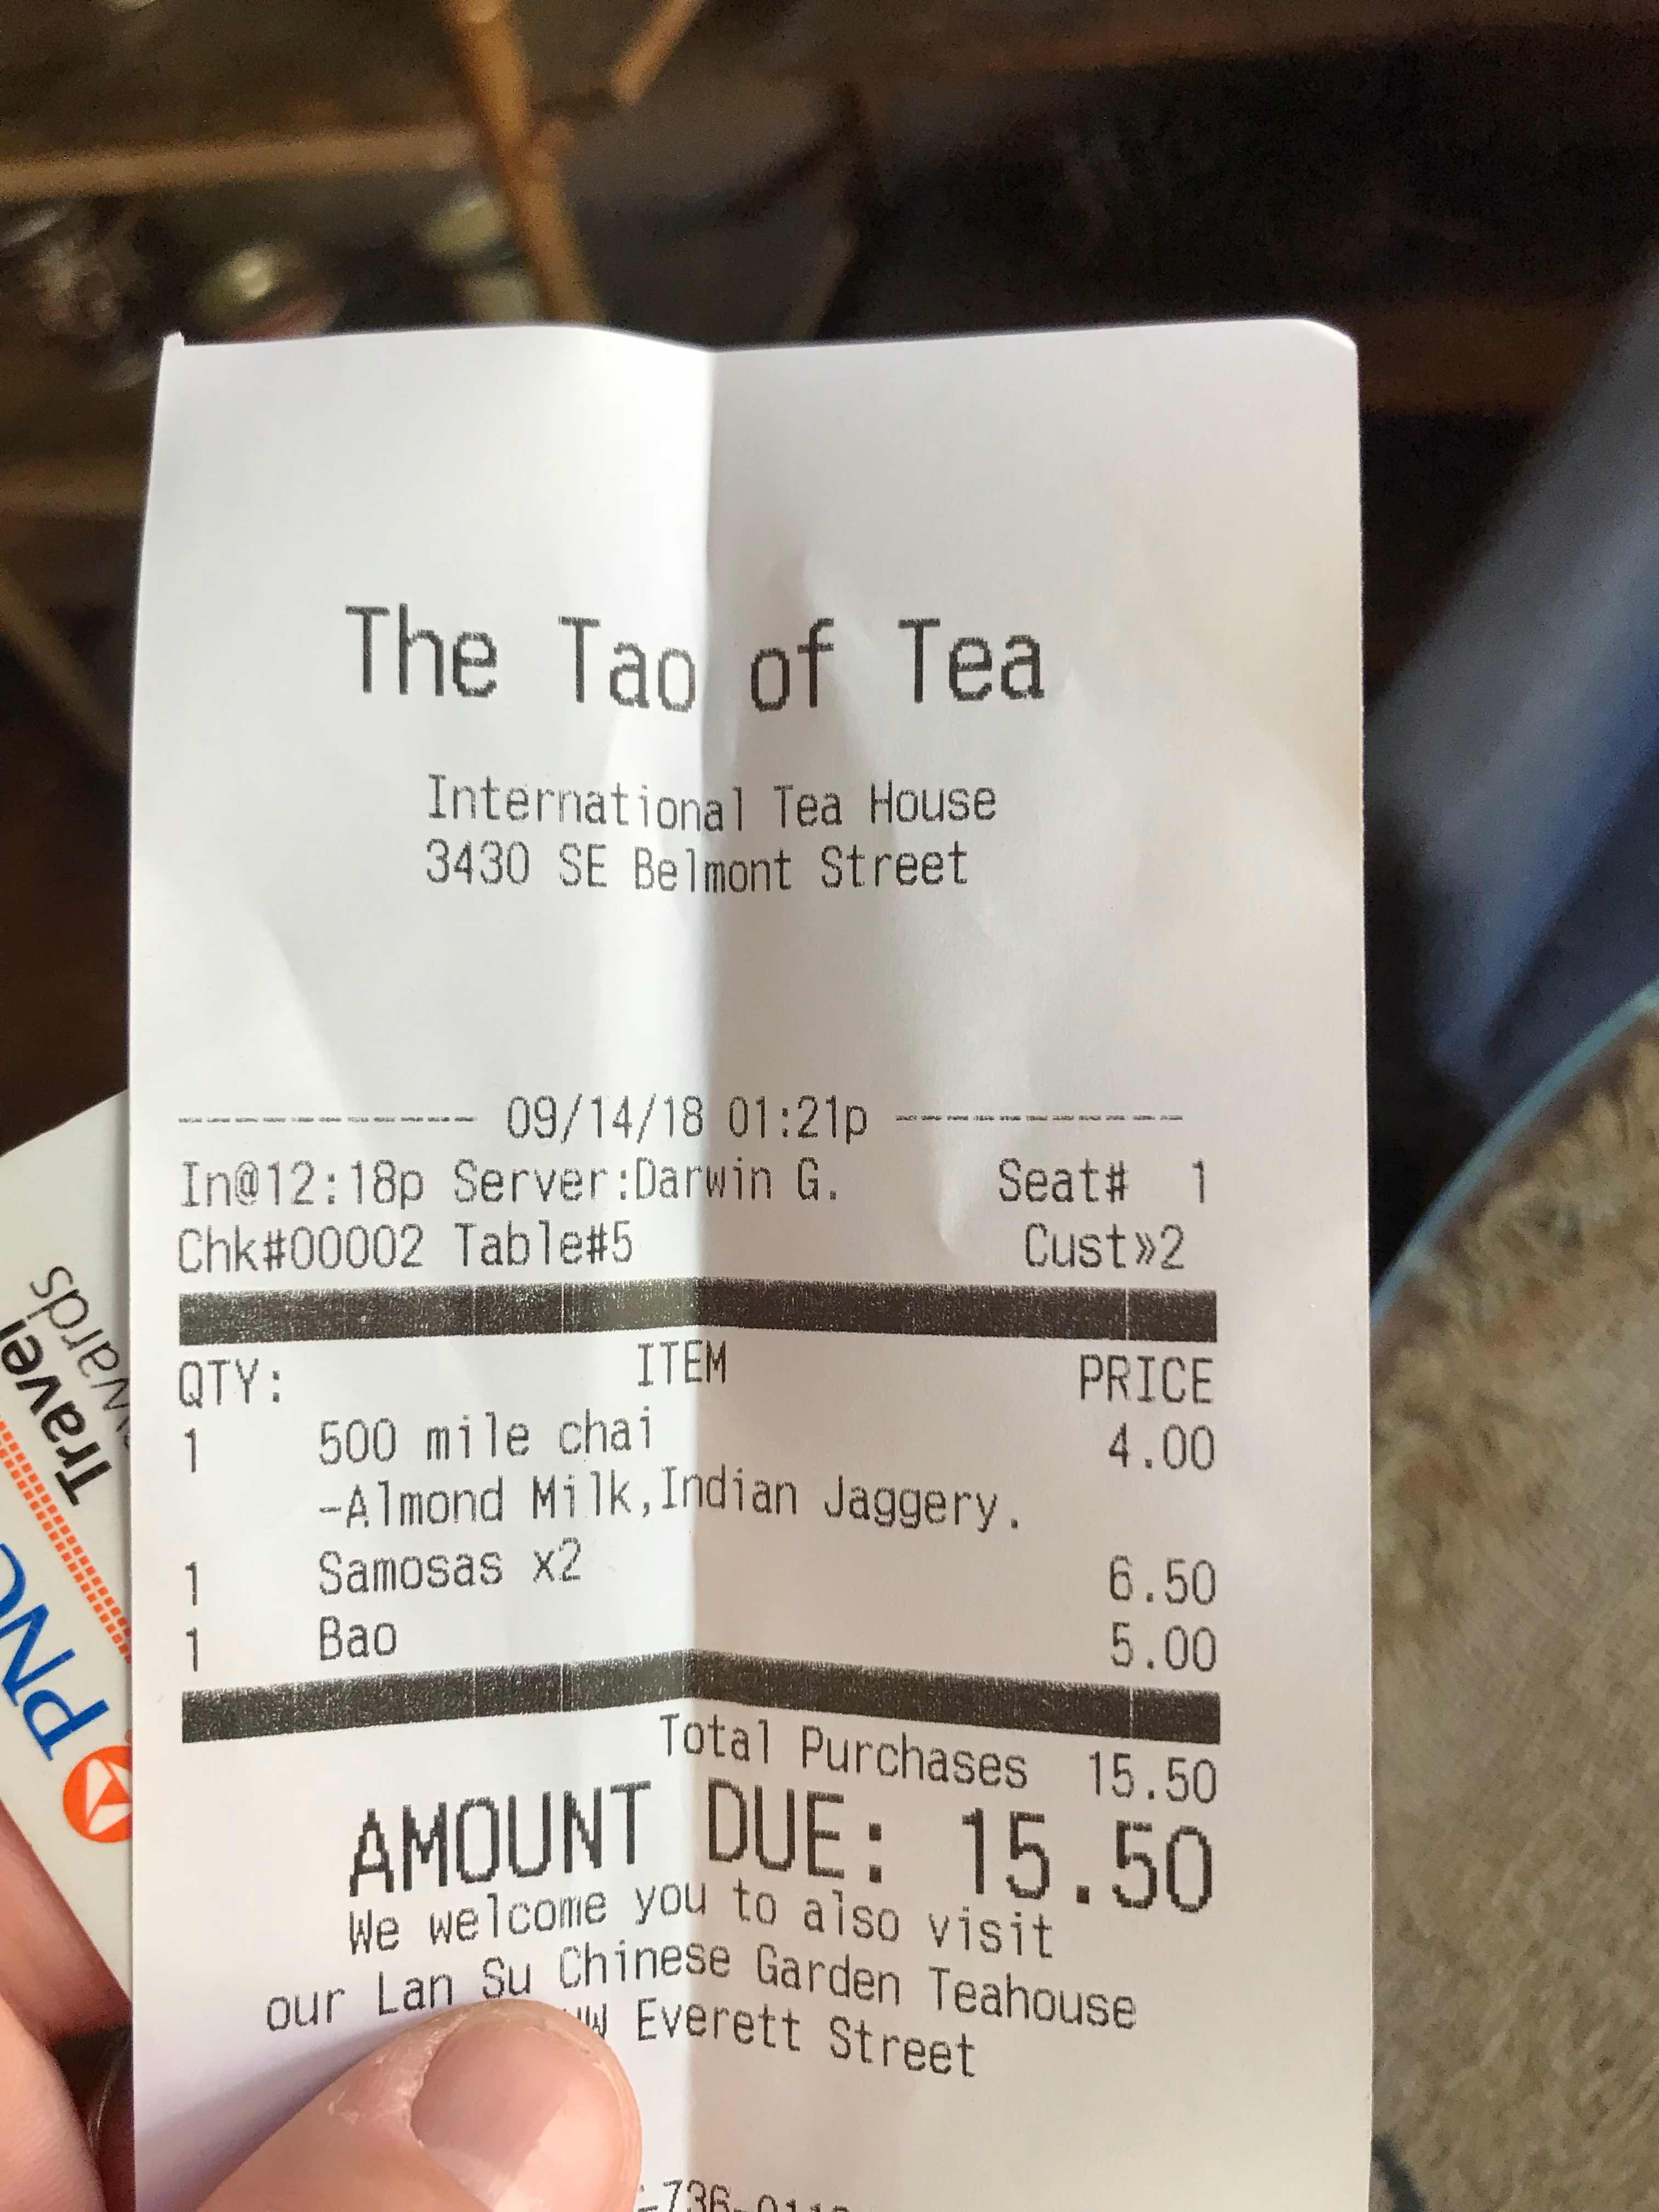 The Tao of Tea
International Tea House
3430 SE Belmont Street
------------ 09/14/18 01:21p ------------
In@12:18p Server:Darwin G. Seat# 1
Chk#00002 Table#5 Cust»2
QTY: ITEM PRICE
1 500 mile chai 4.00
-Almond Milk,Indian Jaggery.
1 Samosas x2 6.50
1 Bao 5.00
Total Purchases 15.50
AMOUNT DUE: 15.50
We welcome you to also visit
our Lan Su Chinese Garden Teahouse
Everett Street
PNC
Travel